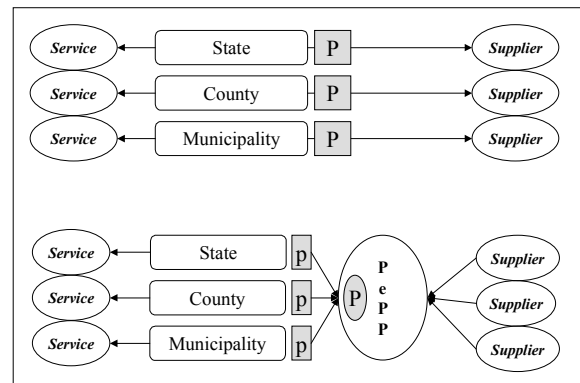 Service State P Supplier
Service County P Supplier
Service Municipality P Supplier
Service State p Supplier
Service County p P Supplier
Service Municipality p Supplier
P
e
P
P